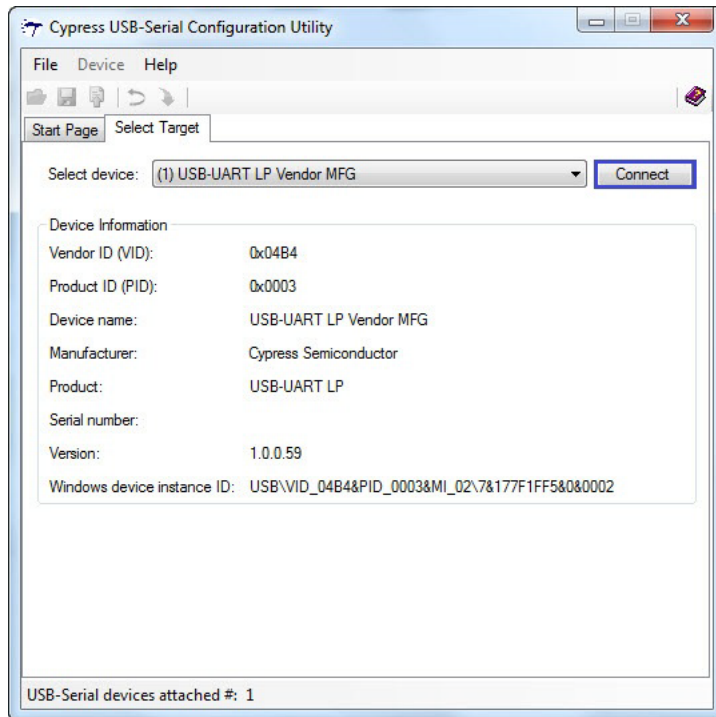 Cypress USB-Serial Configuration Utility
File Device Help
Start Page Select Target
Select device: (1) USB-UART LP Vendor MFG Connect
Device Information
Vendor ID (VID): 0x04B4
Product ID (PID): 0x0003
Device name: USB-UART LP Vendor MFG
Manufacturer: Cypress Semiconductor
Product: USB-UART LP
Serial number:
Version: 1.0.0.59
Windows device instance ID: USB\VID_04B4&PID_0003&MI_02\7&177F1FF5&0&0002
USB-Serial devices attached #: 1